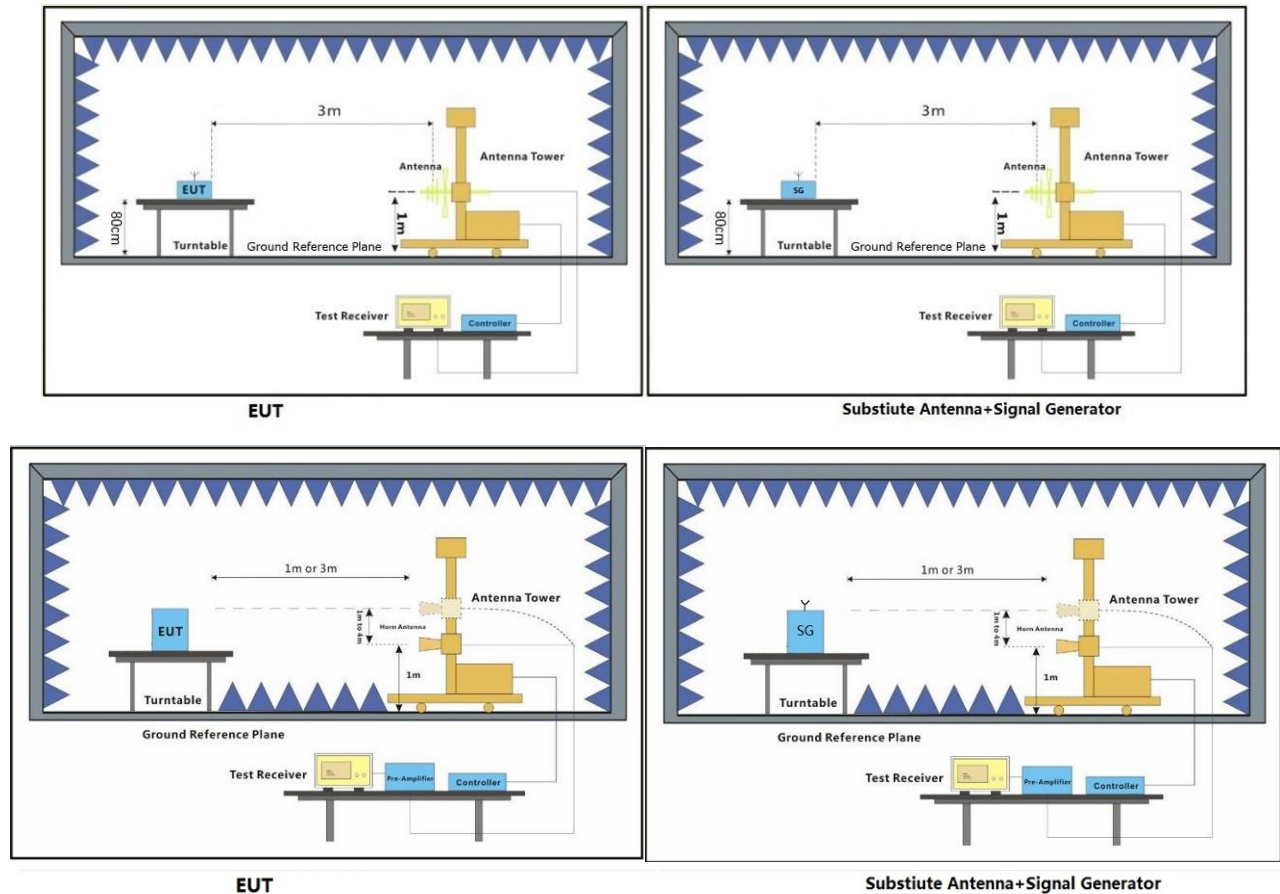 3m
Antenna Tower
Antenna
EUT
80cm
1m
Turntable
Ground Reference Plane
Test Receiver
Controller
EUT
3m
Antenna Tower
Antenna
SG
80cm
1m
Turntable
Ground Reference Plane
Test Receiver
Controller
Substiute Antenna+Signal Generator
1m or 3m
Antenna Tower
1m to 4m
Horn Antenna
EUT
1m
Turntable
Ground Reference Plane
Test Receiver
Pre-Amplifier
Controller
EUT
1m or 3m
Antenna Tower
1m to 4m
Horn Antenna
SG
1m
Turntable
Ground Reference Plane
Test Receiver
Pre-Amplifier
Controller
Substiute Antenna+Signal Generator